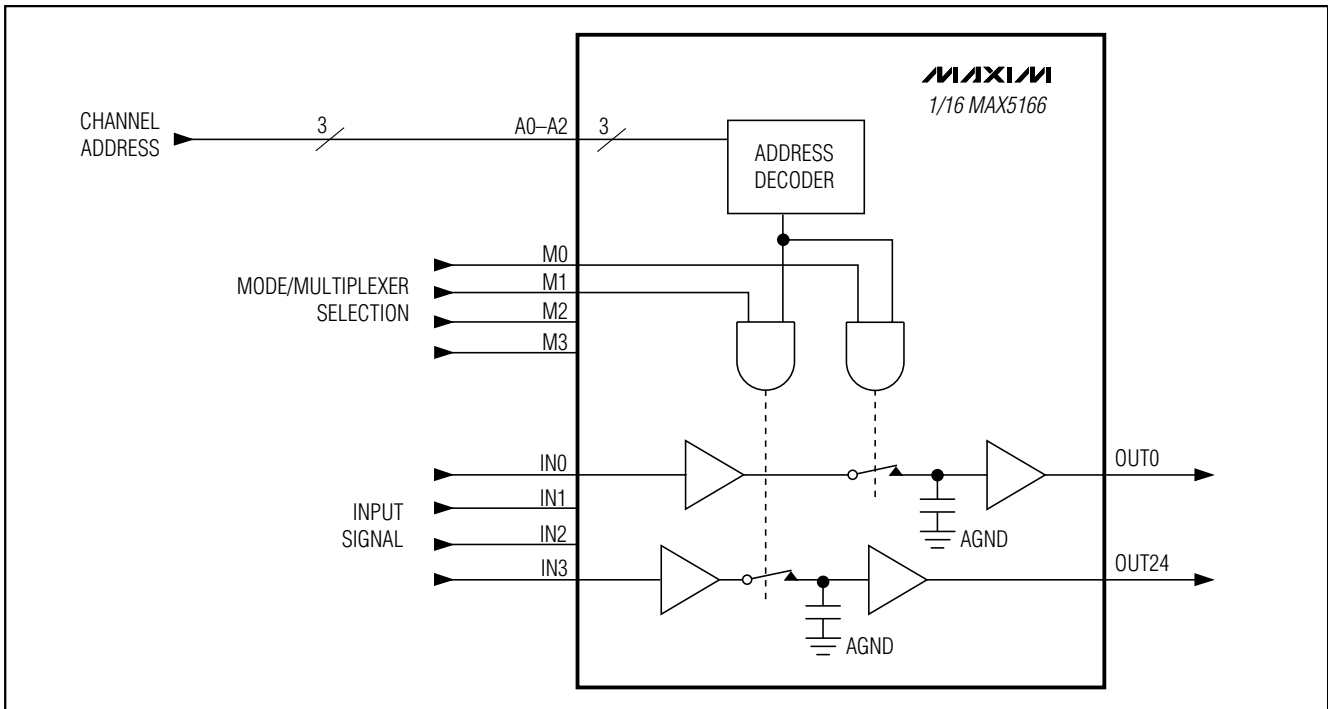 MAXIM
1/16 MAX5166
CHANNEL
ADDRESS
3
A0–A2
3
ADDRESS
DECODER
MODE/MULTIPLEXER
SELECTION
M0
M1
M2
M3
INPUT
SIGNAL
IN0
IN1
IN2
IN3
OUT0
AGND
OUT24
AGND